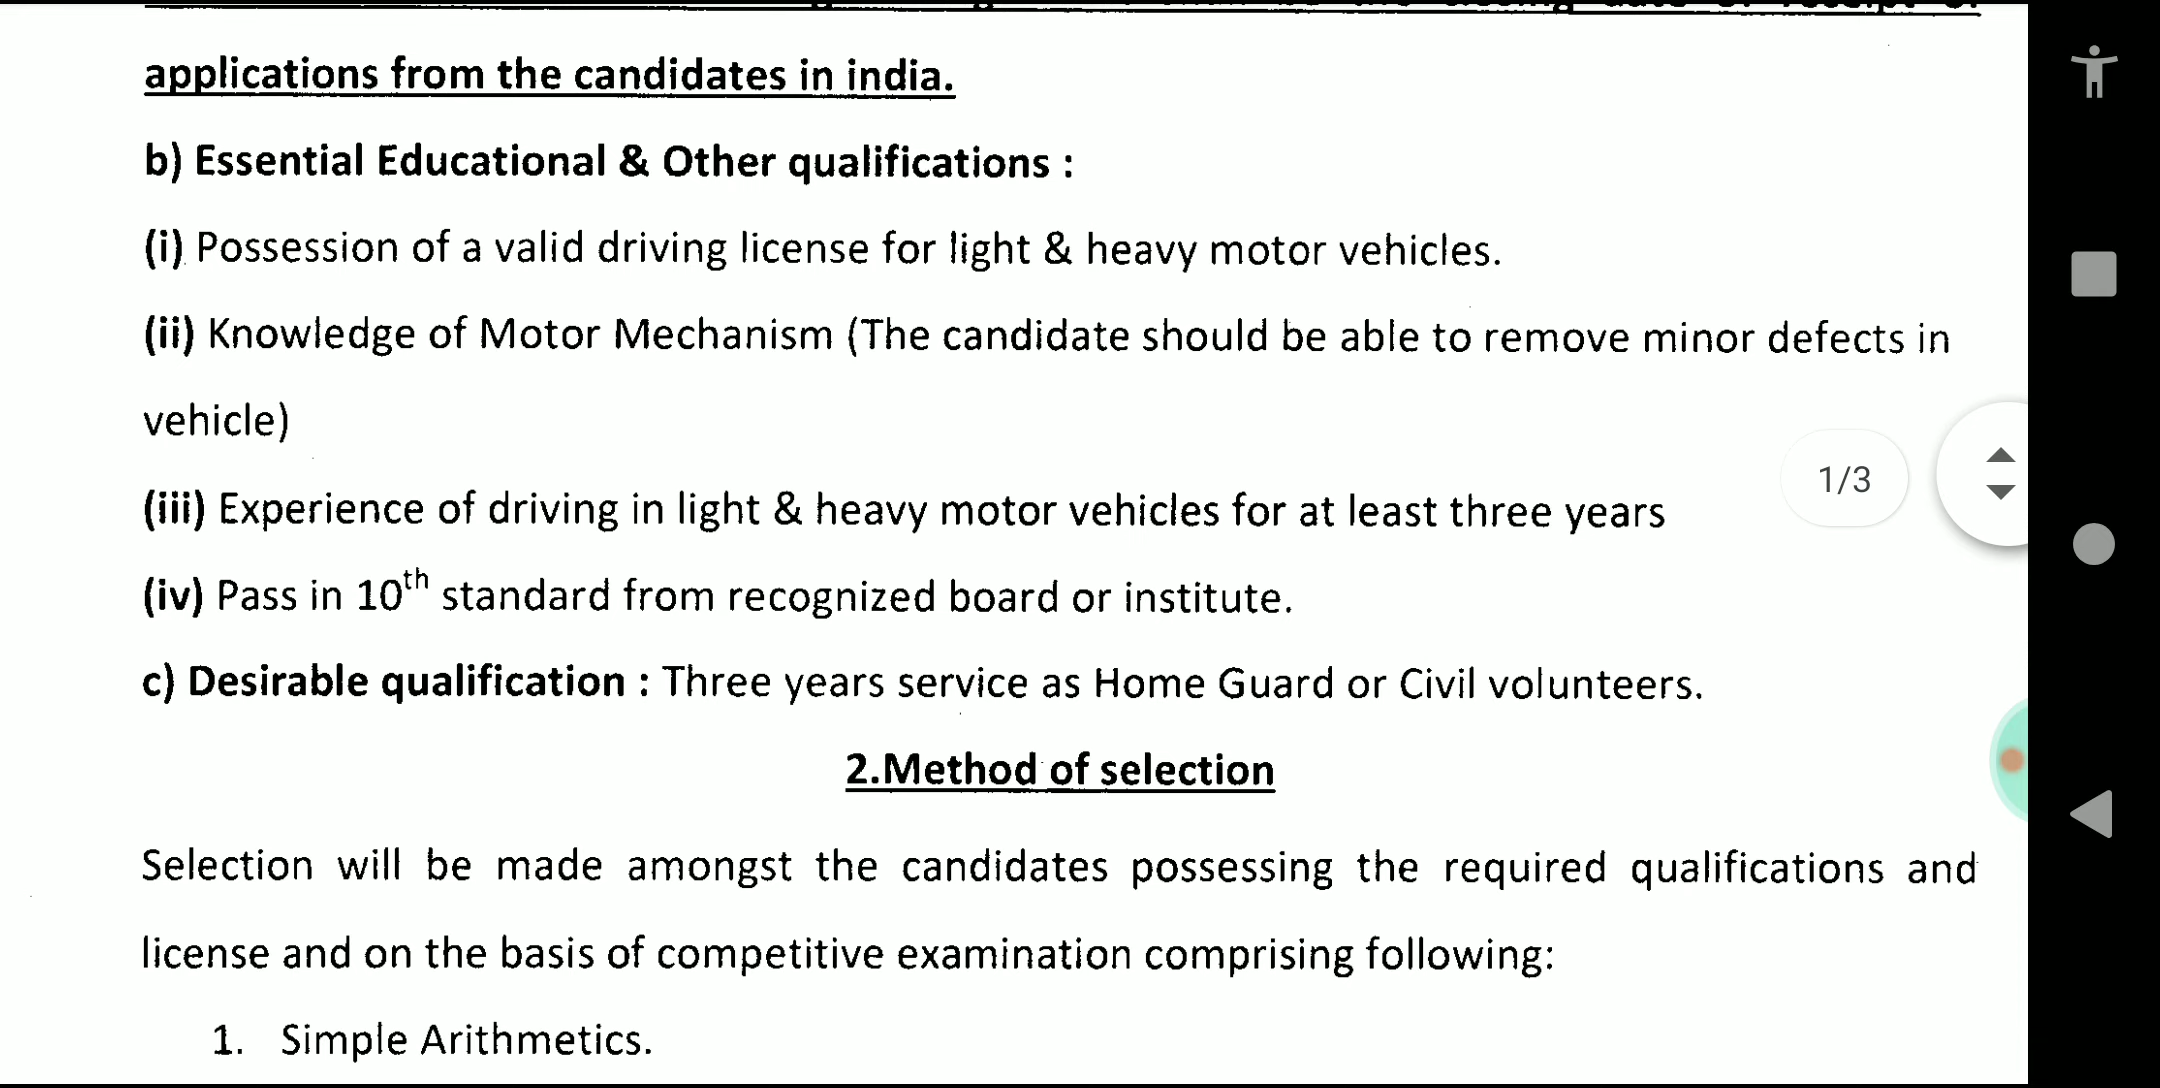 applications from the candidates in india.
b) Essential Educational & Other qualifications :
(i) Possession of a valid driving license for light & heavy motor vehicles.
(ii) Knowledge of Motor Mechanism (The candidate should be able to remove minor defects in
vehicle)
1/3
(iii) Experience of driving in light & heavy motor vehicles for at least three years
(iv) Pass in 10th standard from recognized board or institute.
c) Desirable qualification : Three years service as Home Guard or Civil volunteers.
2.Method of selection
Selection will be made amongst the candidates possessing the required qualifications and
license and on the basis of competitive examination comprising following:
1. Simple Arithmetics.